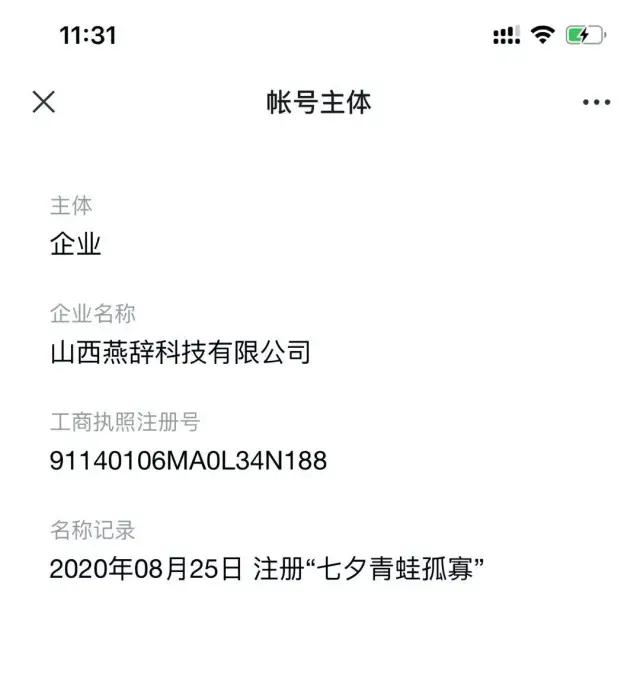 11:31
帐号主体
主体
企业
企业名称
山西燕辞科技有限公司
工商执照注册号
91140106MA0L34N188
名称记录
2020年08月25日 注册“七夕青蛙孤寡”